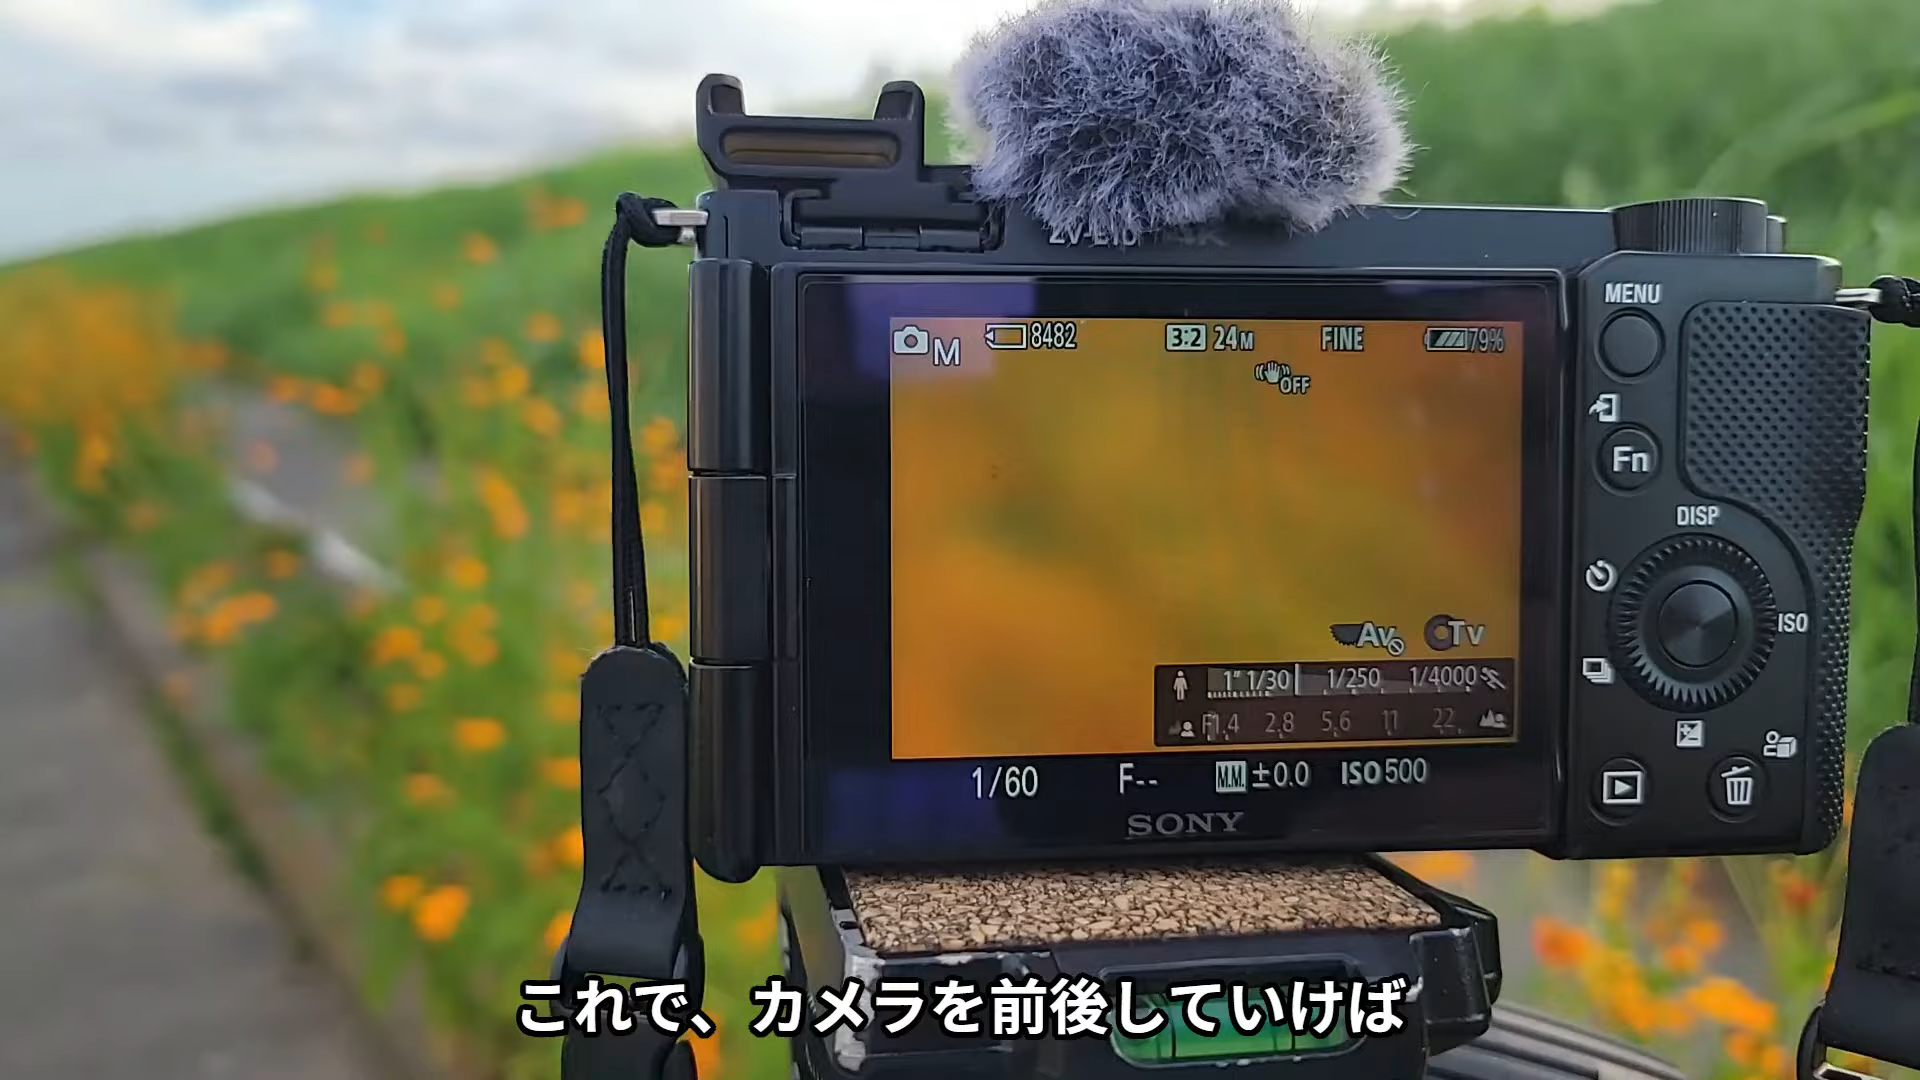 ZV-E10 4K
MENU
M 8482 3:2 24M FINE 79%
OFF
Fn
DISP
ISO
Av Tv
1" 1/30 1/250 1/4000
F1.4 2.8 5.6 11 22
1/60 F-- M.M. ±0.0 ISO 500
SONY
これで、カメラを前後していけば